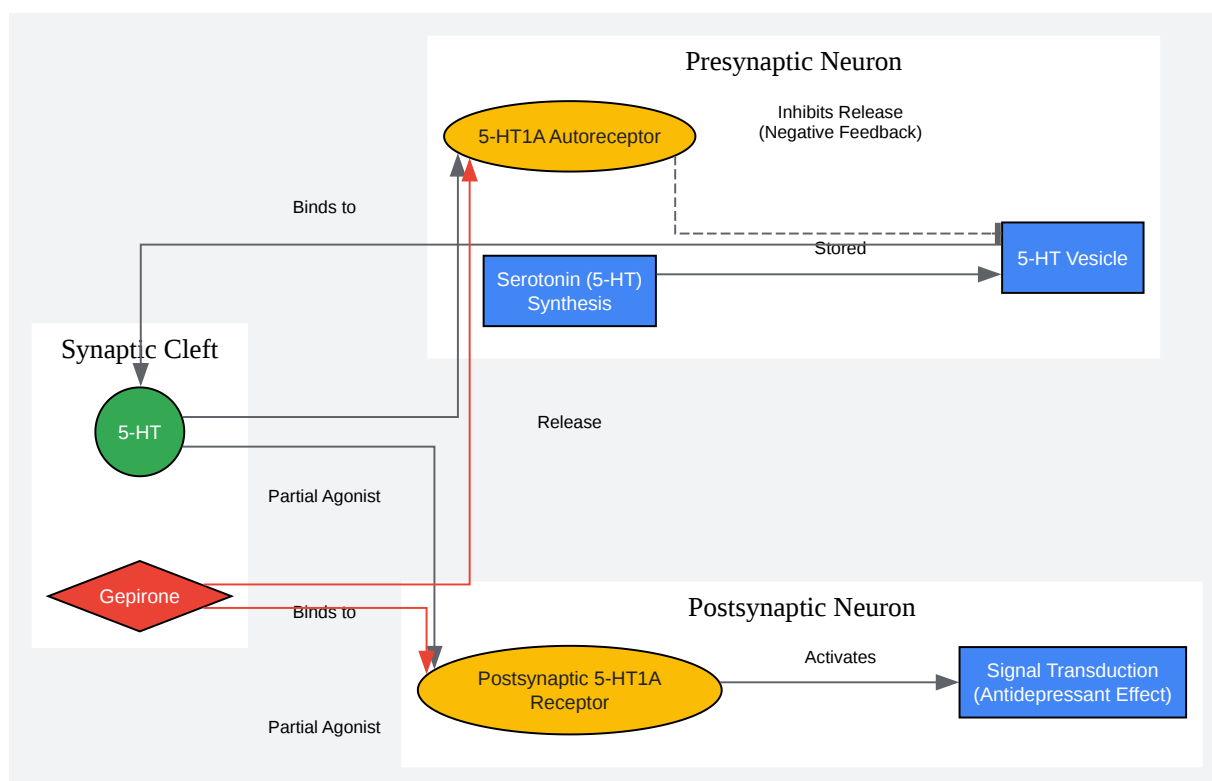 Presynaptic Neuron
5-HT1A Autoreceptor
Inhibits Release
(Negative Feedback)
Binds to
Stored
5-HT Vesicle
Serotonin (5-HT)
Synthesis
Synaptic Cleft
5-HT
Release
Partial Agonist
Gepirone
Binds to
Postsynaptic Neuron
Activates
Postsynaptic 5-HT1A
Receptor
Signal Transduction
(Antidepressant Effect)
Partial Agonist